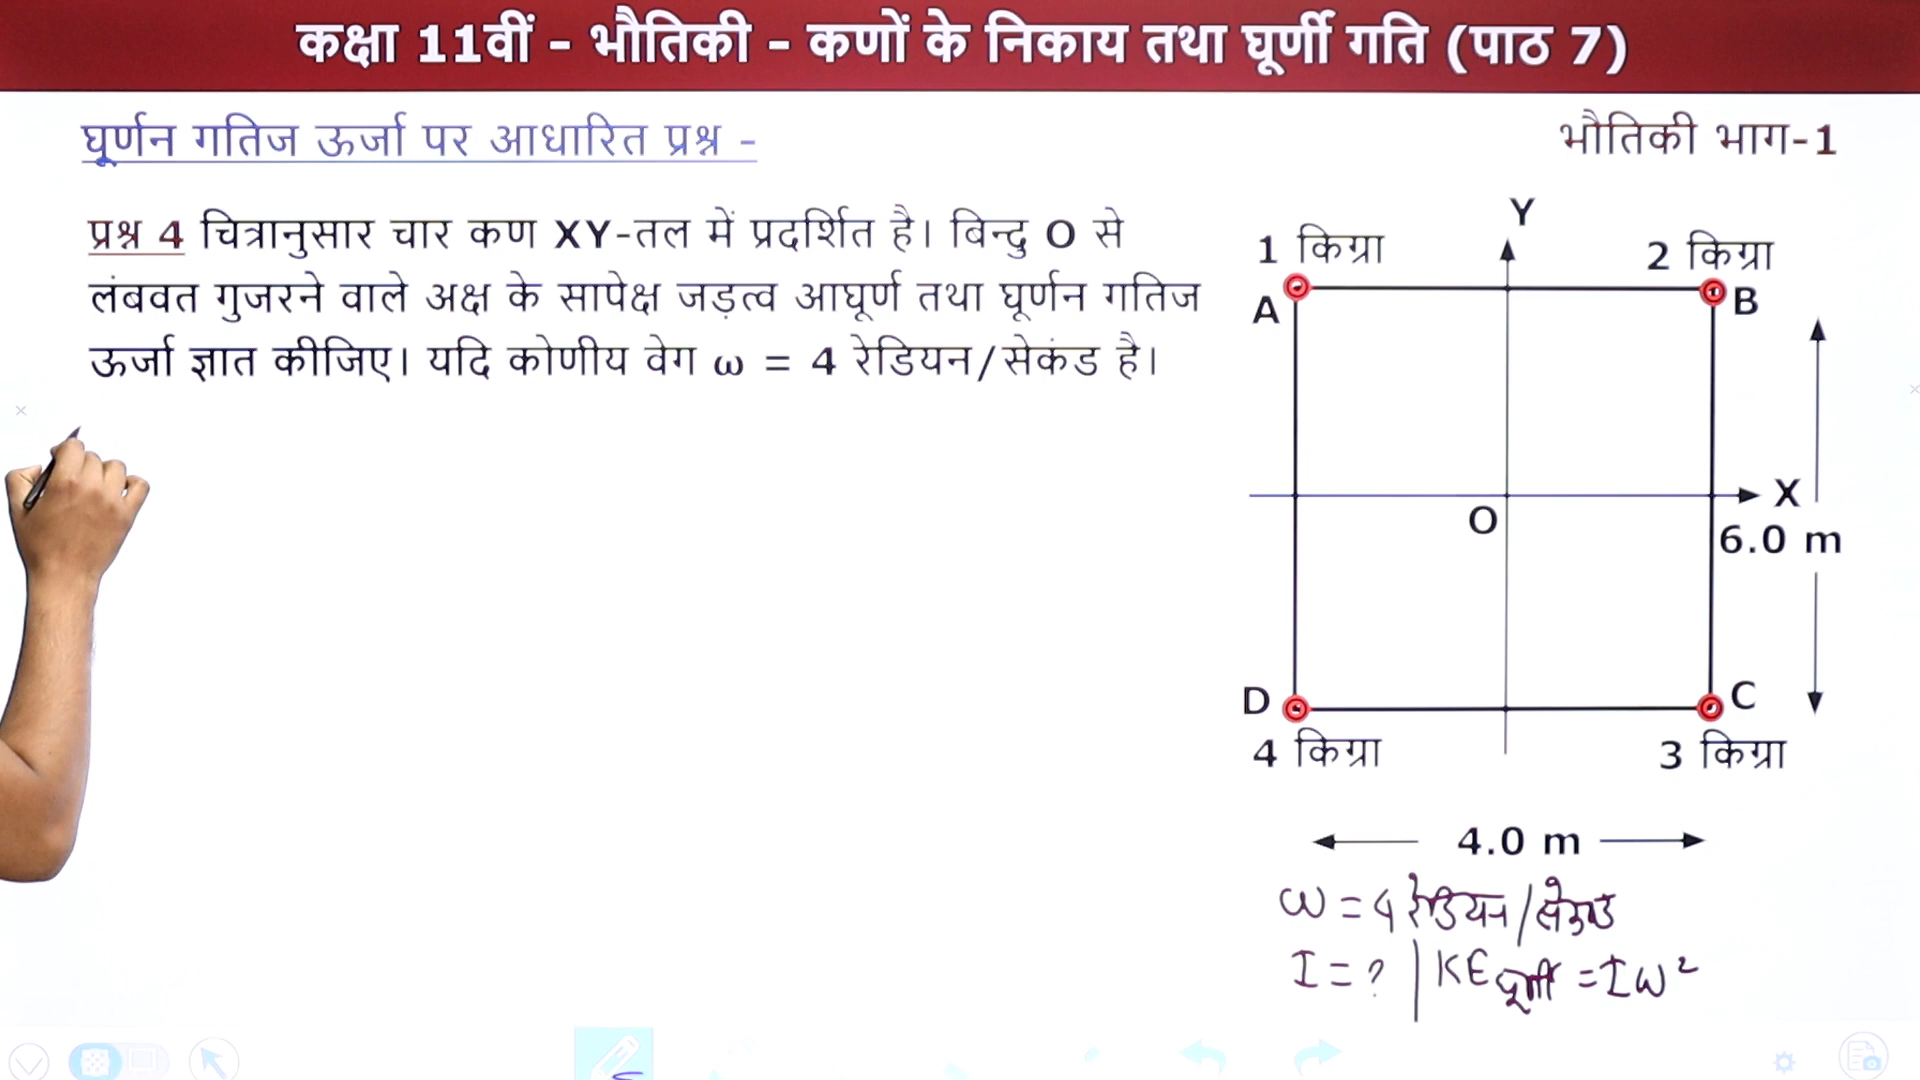 कक्षा 11वीं - भौतिकी - कणों के निकाय तथा घूर्णी गति (पाठ 7)
घूर्णन गतिज ऊर्जा पर आधारित प्रश्न -
भौतिकी भाग-1
प्रश्न 4 चित्रानुसार चार कण XY-तल में प्रदर्शित है। बिन्दु O से
लंबवत गुजरने वाले अक्ष के सापेक्ष जड़त्व आघूर्ण तथा घूर्णन गतिज
ऊर्जा ज्ञात कीजिए। यदि कोणीय वेग ω = 4 रेडियन/सेकंड है।
Y
1 किग्रा
2 किग्रा
A
B
X
O
6.0 m
D
C
4 किग्रा
3 किग्रा
4.0 m
ω = 4 रेडियन/सेकण्ड
I = ? | KE घूर्णी = Iω²